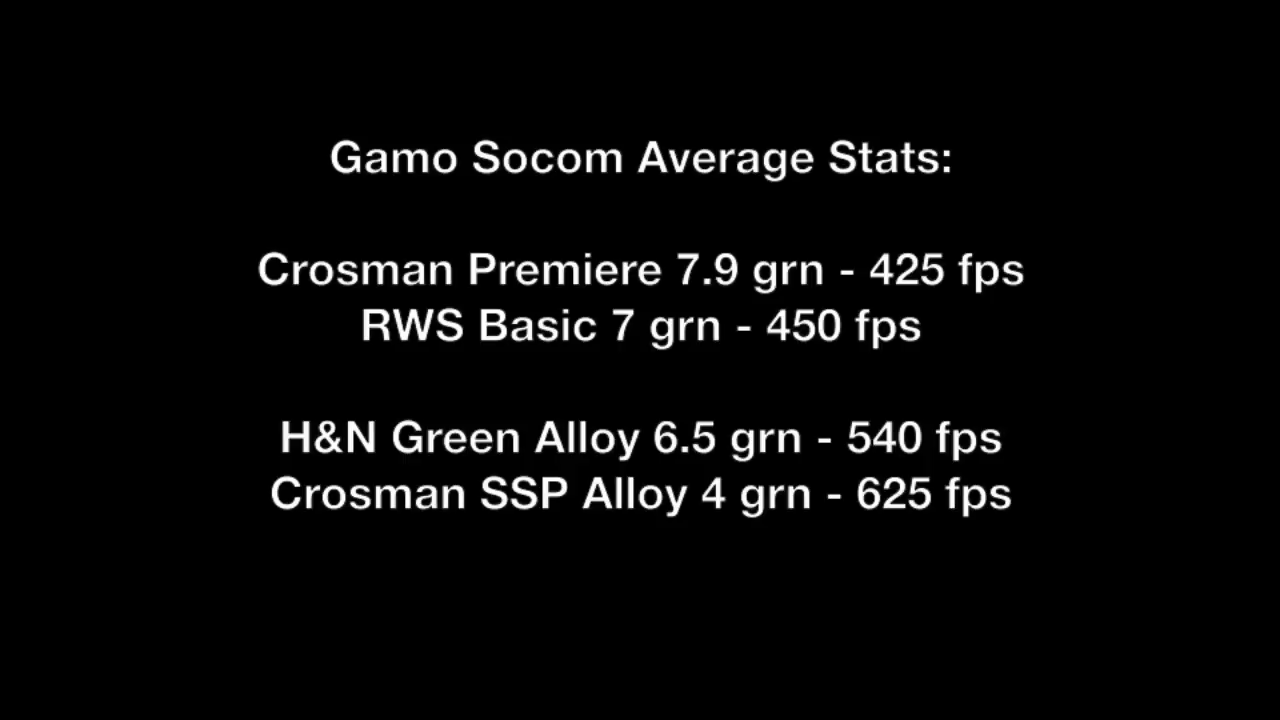 Gamo Socom Average Stats:
Crosman Premiere 7.9 grn - 425 fps
RWS Basic 7 grn - 450 fps
H&N Green Alloy 6.5 grn - 540 fps
Crosman SSP Alloy 4 grn - 625 fps